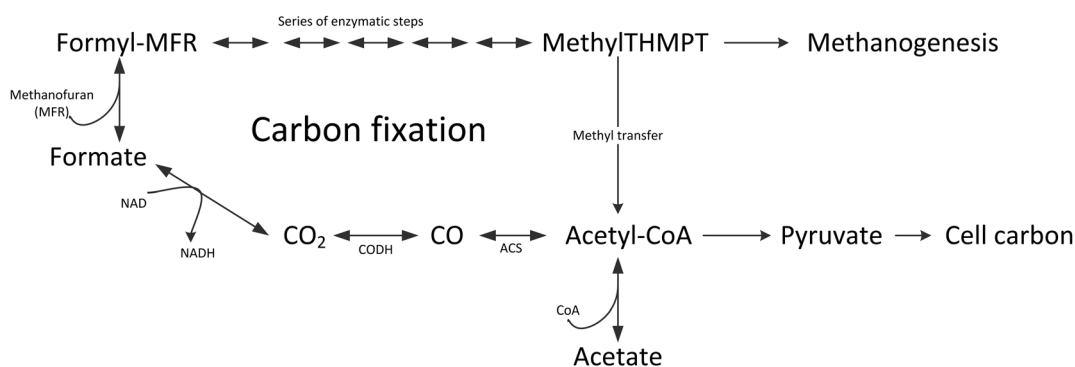 Series of enzymatic steps
Formyl-MFR
MethylTHMPT
Methanogenesis
Methanofuran
(MFR)
Carbon fixation
Methyl transfer
Formate
NAD
NADH
CO₂
CODH
CO
ACS
Acetyl-CoA
Pyruvate
Cell carbon
CoA
Acetate